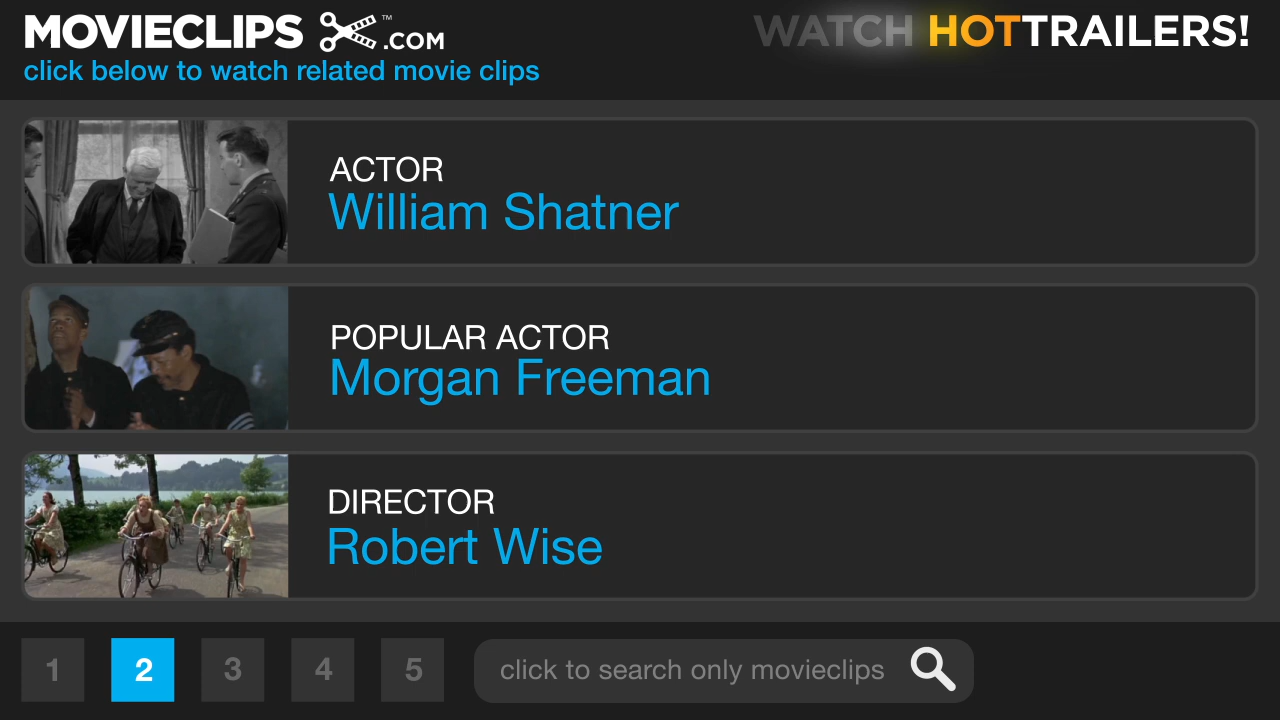 MOVIECLIPS ™ .COM
WATCH HOTTRAILERS!
click below to watch related movie clips
ACTOR
William Shatner
POPULAR ACTOR
Morgan Freeman
DIRECTOR
Robert Wise
1 2 3 4 5
click to search only movieclips